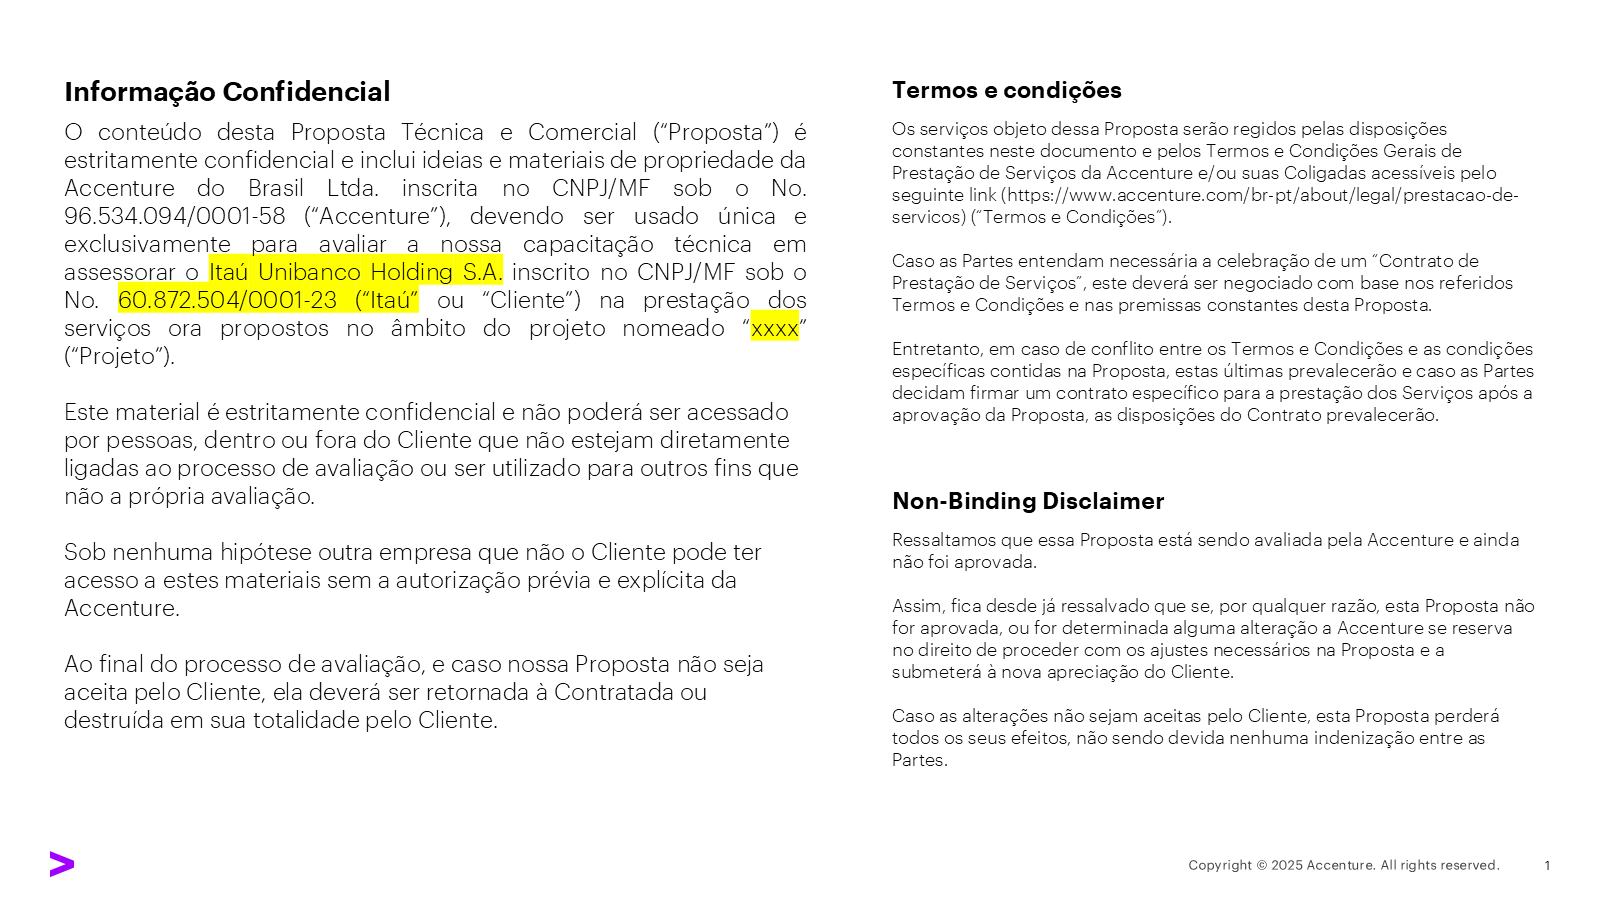 Informação Confidencial
O conteúdo desta Proposta Técnica e Comercial (“Proposta”) é
estritamente confidencial e inclui ideias e materiais de propriedade da
Accenture do Brasil Ltda. inscrita no CNPJ/MF sob o No.
96.534.094/0001-58 (“Accenture”), devendo ser usado única e
exclusivamente para avaliar a nossa capacitação técnica em
assessorar o Itaú Unibanco Holding S.A. inscrito no CNPJ/MF sob o
No. 60.872.504/0001-23 (“Itaú” ou “Cliente”) na prestação dos
serviços ora propostos no âmbito do projeto nomeado “xxxx”
(“Projeto”).
Este material é estritamente confidencial e não poderá ser acessado
por pessoas, dentro ou fora do Cliente que não estejam diretamente
ligadas ao processo de avaliação ou ser utilizado para outros fins que
não a própria avaliação.
Sob nenhuma hipótese outra empresa que não o Cliente pode ter
acesso a estes materiais sem a autorização prévia e explícita da
Accenture.
Ao final do processo de avaliação, e caso nossa Proposta não seja
aceita pelo Cliente, ela deverá ser retornada à Contratada ou
destruída em sua totalidade pelo Cliente.
Termos e condições
Os serviços objeto dessa Proposta serão regidos pelas disposições
constantes neste documento e pelos Termos e Condições Gerais de
Prestação de Serviços da Accenture e/ou suas Coligadas acessíveis pelo
seguinte link (https://www.accenture.com/br-pt/about/legal/prestacao-de-
servicos) (“Termos e Condições”).
Caso as Partes entendam necessária a celebração de um “Contrato de
Prestação de Serviços”, este deverá ser negociado com base nos referidos
Termos e Condições e nas premissas constantes desta Proposta.
Entretanto, em caso de conflito entre os Termos e Condições e as condições
específicas contidas na Proposta, estas últimas prevalecerão e caso as Partes
decidam firmar um contrato específico para a prestação dos Serviços após a
aprovação da Proposta, as disposições do Contrato prevalecerão.
Non-Binding Disclaimer
Ressaltamos que essa Proposta está sendo avaliada pela Accenture e ainda
não foi aprovada.
Assim, fica desde já ressalvado que se, por qualquer razão, esta Proposta não
for aprovada, ou for determinada alguma alteração a Accenture se reserva
no direito de proceder com os ajustes necessários na Proposta e a
submeterá à nova apreciação do Cliente.
Caso as alterações não sejam aceitas pelo Cliente, esta Proposta perderá
todos os seus efeitos, não sendo devida nenhuma indenização entre as
Partes.
Copyright © 2025 Accenture. All rights reserved. 1